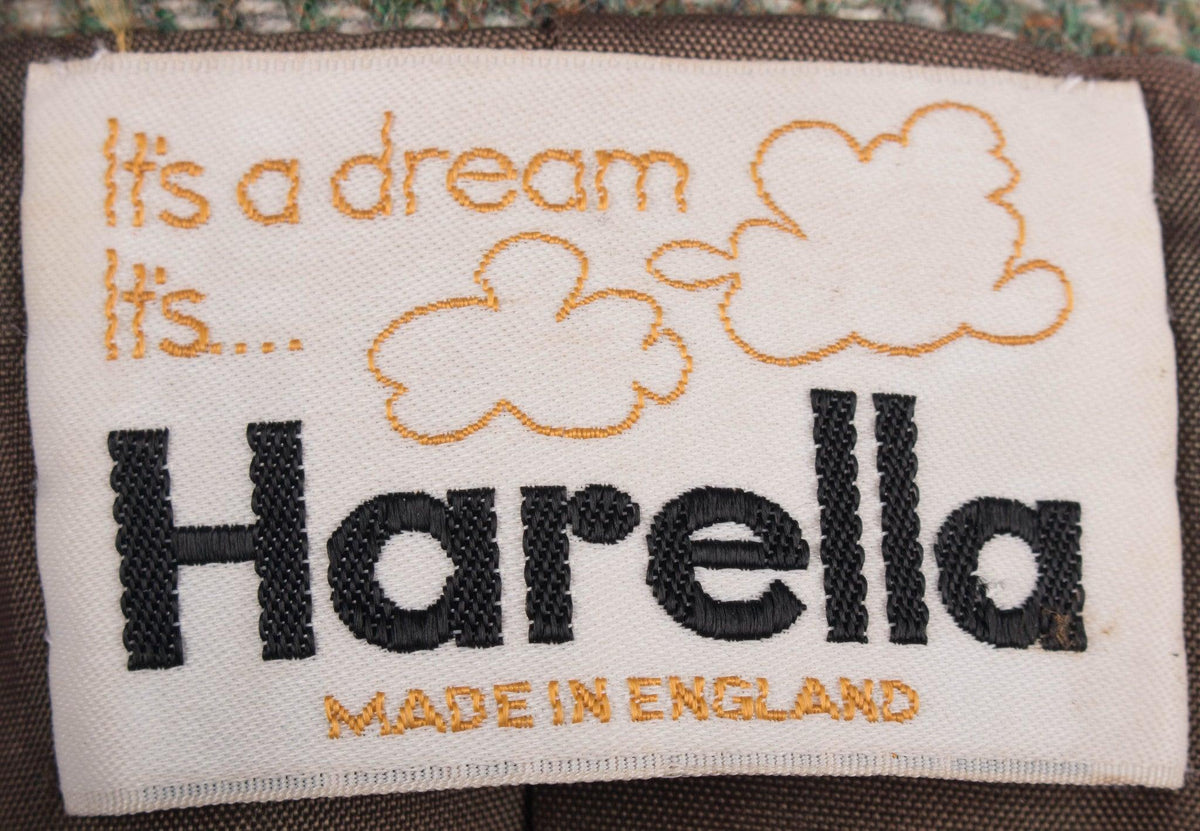 It's a dream
It's....
Harella
MADE IN ENGLAND